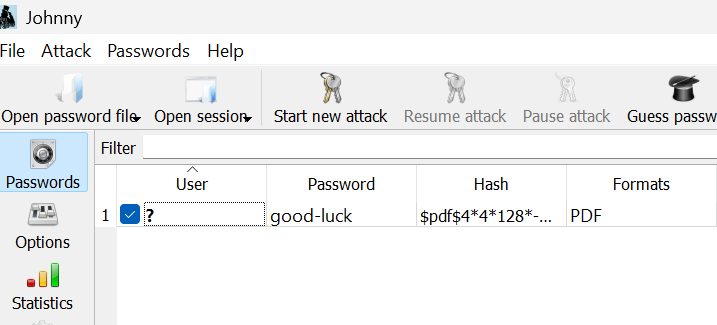 Johnny
File Attack Passwords Help
Open password file Open session Start new attack Resume attack Pause attack Guess passw
Filter
Passwords
User Password Hash Formats
1 ? good-luck $pdf$4*4*128*-... PDF
Options
Statistics